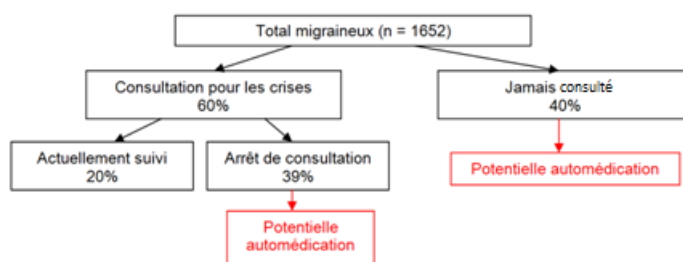 Total migraineux (n = 1652)
Consultation pour les crises
60%
Jamais consulté
40%
Actuellement suivi
20%
Arrêt de consultation
39%
Potentielle automédication
Potentielle
automédication